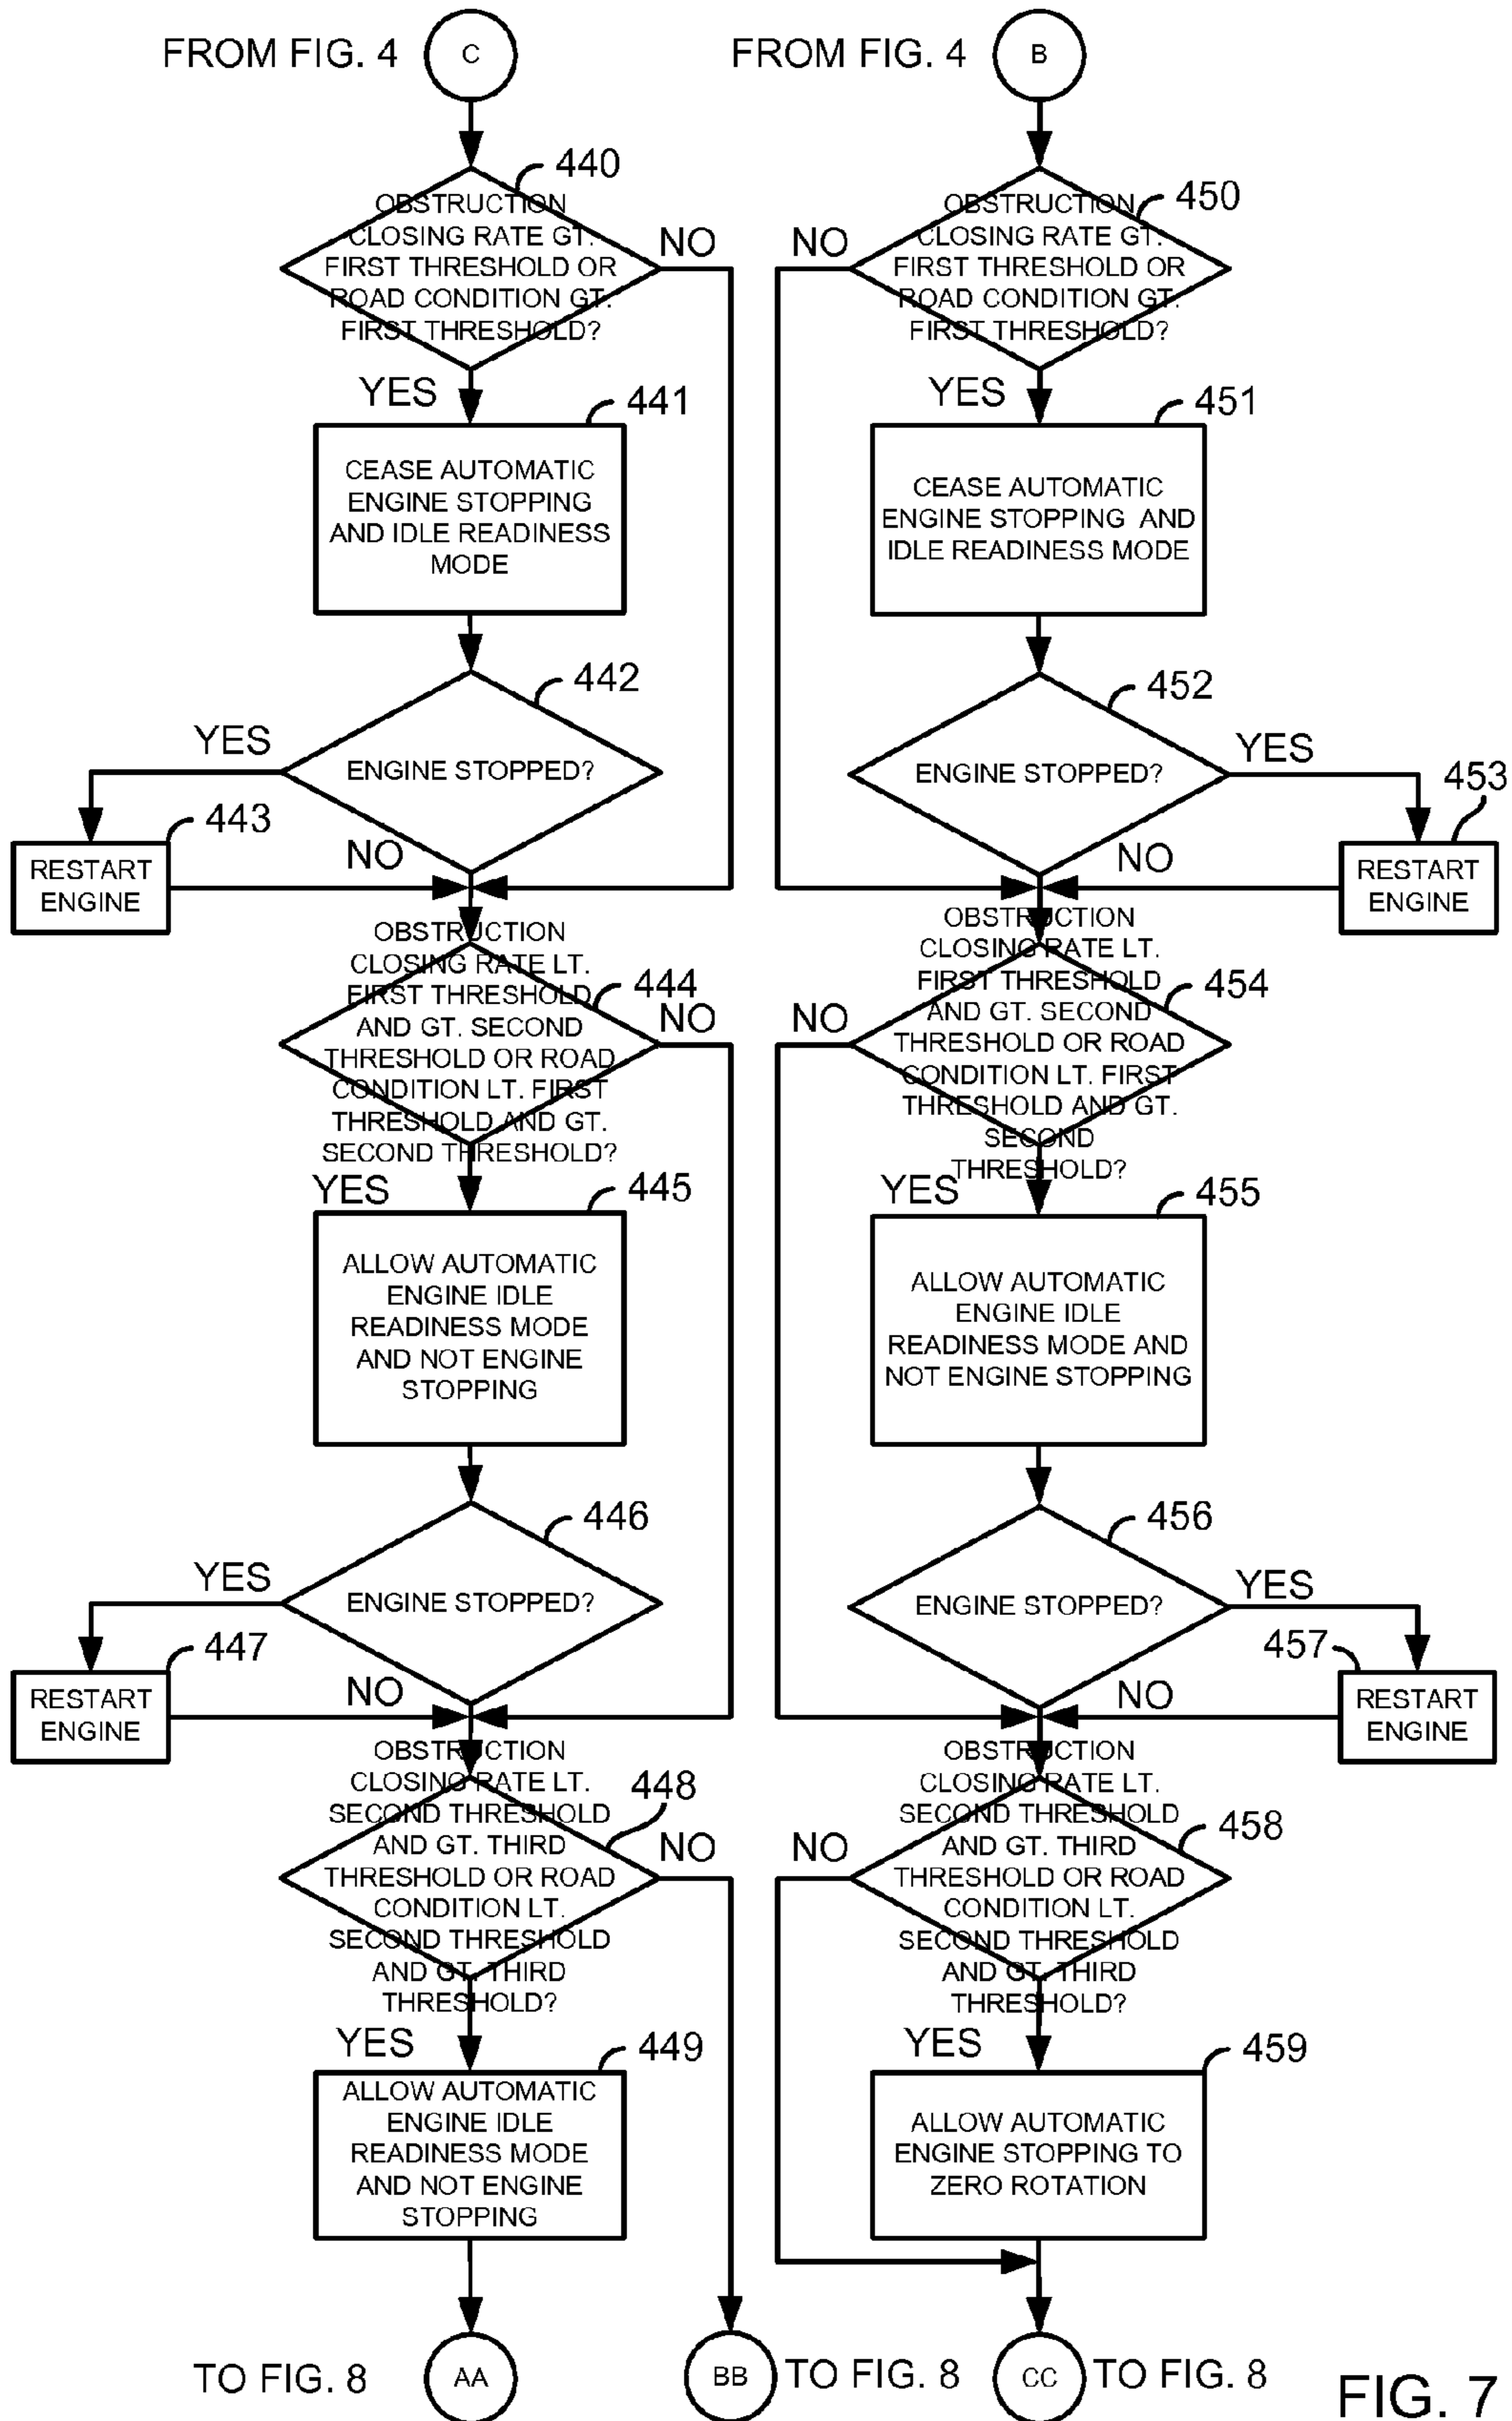 FROM FIG. 4
C
440
OBSTRUCTION
CLOSING RATE GT.
FIRST THRESHOLD OR
ROAD CONDITION GT.
FIRST THRESHOLD?
NO
YES
441
CEASE AUTOMATIC
ENGINE STOPPING
AND IDLE READINESS
MODE
442
ENGINE STOPPED?
YES
443
RESTART
ENGINE
NO
OBSTRUCTION
CLOSING RATE LT.
FIRST THRESHOLD
AND GT. SECOND
THRESHOLD OR ROAD
CONDITION LT. FIRST
THRESHOLD AND GT.
SECOND THRESHOLD?
444
NO
YES
445
ALLOW AUTOMATIC
ENGINE IDLE
READINESS MODE
AND NOT ENGINE
STOPPING
446
ENGINE STOPPED?
YES
447
RESTART
ENGINE
NO
OBSTRUCTION
CLOSING RATE LT.
SECOND THRESHOLD
AND GT. THIRD
THRESHOLD OR ROAD
CONDITION LT.
SECOND THRESHOLD
AND GT. THIRD
THRESHOLD?
448
NO
YES
449
ALLOW AUTOMATIC
ENGINE IDLE
READINESS MODE
AND NOT ENGINE
STOPPING
TO FIG. 8
AA
BB
TO FIG. 8
FROM FIG. 4
B
450
OBSTRUCTION
CLOSING RATE GT.
FIRST THRESHOLD OR
ROAD CONDITION GT.
FIRST THRESHOLD?
NO
YES
451
CEASE AUTOMATIC
ENGINE STOPPING AND
IDLE READINESS MODE
452
ENGINE STOPPED?
YES
453
RESTART
ENGINE
NO
OBSTRUCTION
CLOSING RATE LT.
FIRST THRESHOLD
AND GT. SECOND
THRESHOLD OR ROAD
CONDITION LT. FIRST
THRESHOLD AND GT.
SECOND
THRESHOLD?
454
NO
YES
455
ALLOW AUTOMATIC
ENGINE IDLE
READINESS MODE AND
NOT ENGINE STOPPING
456
ENGINE STOPPED?
YES
457
RESTART
ENGINE
NO
OBSTRUCTION
CLOSING RATE LT.
SECOND THRESHOLD
AND GT. THIRD
THRESHOLD OR ROAD
CONDITION LT.
SECOND THRESHOLD
AND GT. THIRD
THRESHOLD?
458
NO
YES
459
ALLOW AUTOMATIC
ENGINE STOPPING TO
ZERO ROTATION
CC
TO FIG. 8
FIG. 7